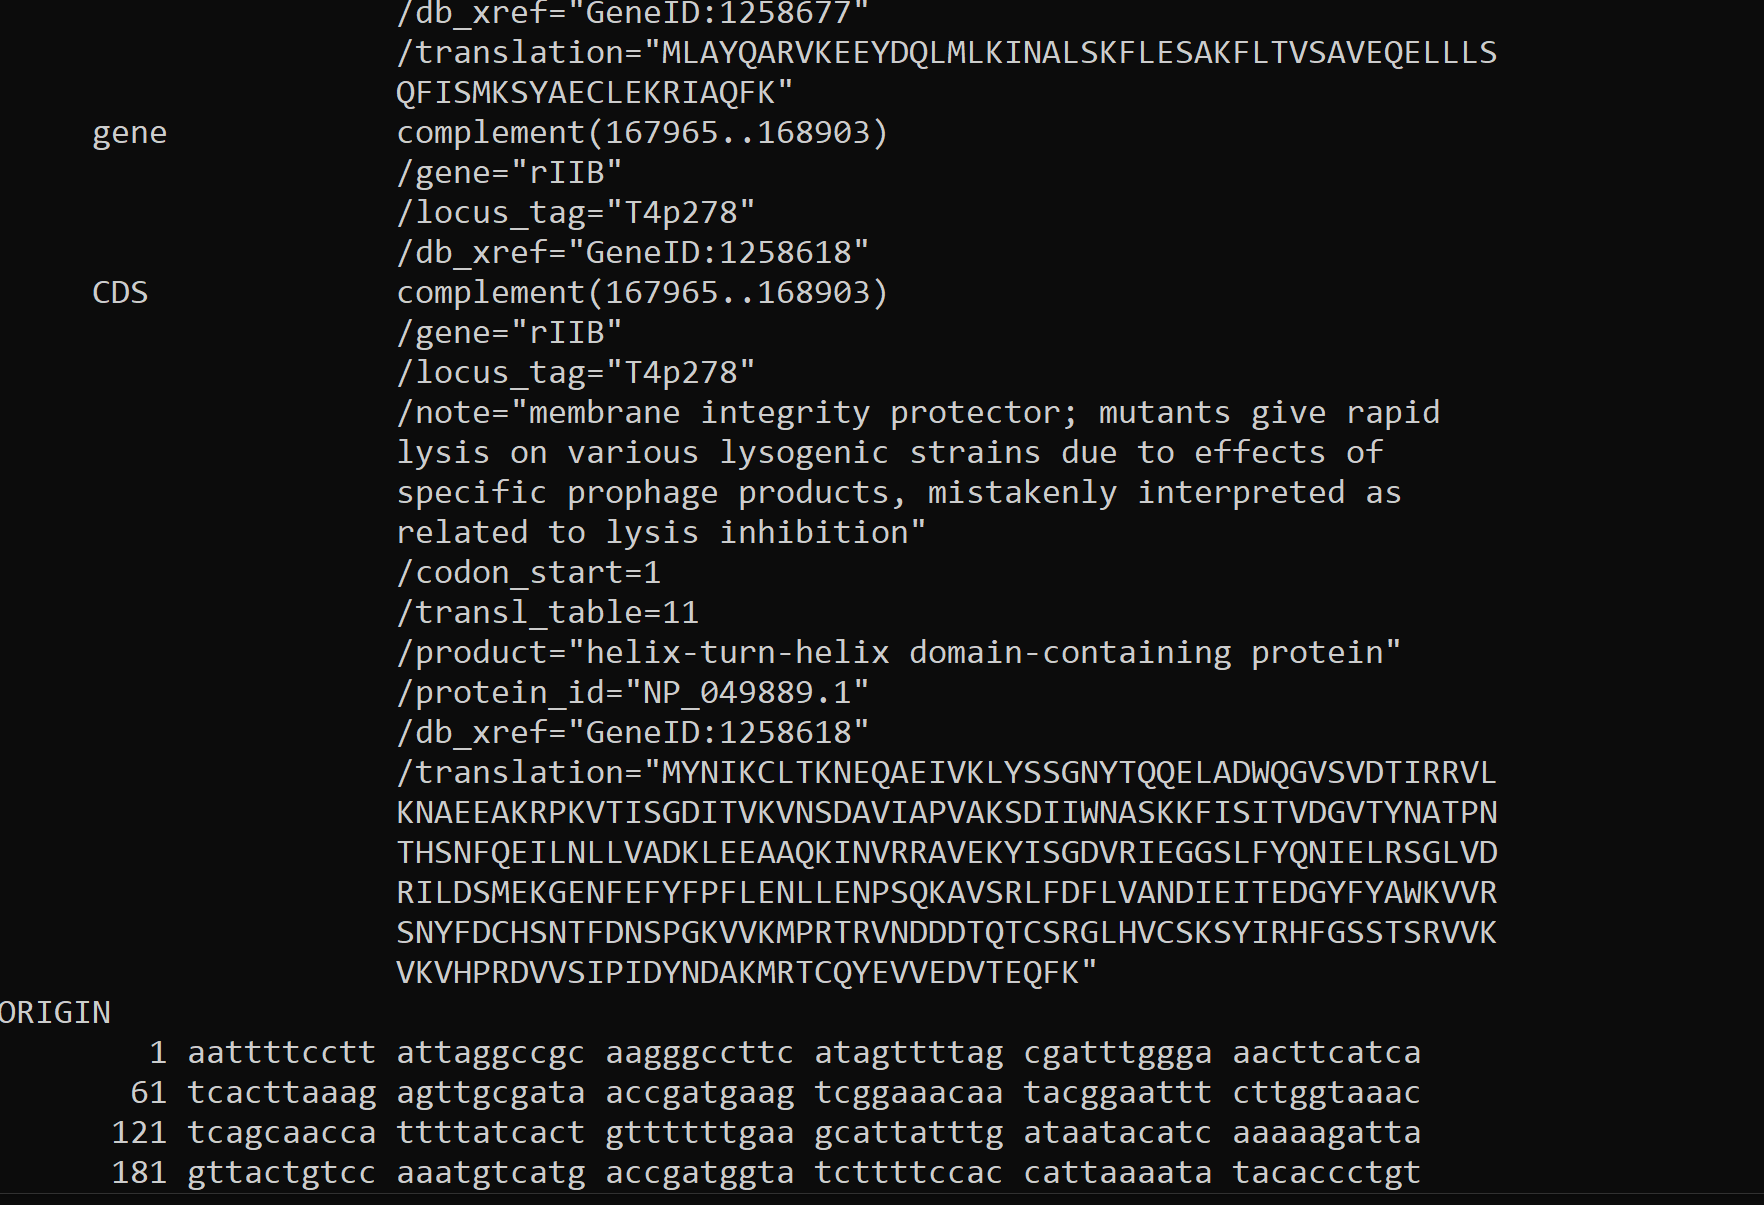 /db_xref="GeneID:1258677"
/translation="MLAYQARVKEEYDQLMLKINALSKFLESAKFLTVSAVEQELLLS
QFISMKSYAECLEKRIAQFK"
gene complement(167965..168903)
/gene="rIIB"
/locus_tag="T4p278"
/db_xref="GeneID:1258618"
CDS complement(167965..168903)
/gene="rIIB"
/locus_tag="T4p278"
/note="membrane integrity protector; mutants give rapid
lysis on various lysogenic strains due to effects of
specific prophage products, mistakenly interpreted as
related to lysis inhibition"
/codon_start=1
/transl_table=11
/product="helix-turn-helix domain-containing protein"
/protein_id="NP_049889.1"
/db_xref="GeneID:1258618"
/translation="MYNIKCLTKNEQAEIVKLYSSGNYTQQELADWQGVSVDTIRRVL
KNAEEAKRPKVTISGDITVKVNSDAVIAPVAKSDIIWNASKKFISITVDGVTYNATPN
THSNFQEILNLLVADKLEEAAQKINVRRAVEKYISGDVRIEGGSLFYQNIELRSGLVD
RILDSMEKGENFEFYFPFLENLLENPSQKAVSRLFDFLVANDIEITEDGYFYAWKVVR
SNYFDCHSNTFDNSPGKVVKMPRTRVNDDDTQTCSRGLHVCSKSYIRHFGSSTSRVVK
VKVHPRDVVSIPIDYNDAKMRTCQYEVVEDVTEQFK"
ORIGIN
1 aattttcctt attaggccgc aagggccttc atagttttag cgatttggga aacttcatca
61 tcacttaaag agttgcgata accgatgaag tcggaaacaa tacggaattt cttggtaaac
121 tcagcaacca ttttatcact gttttttgaa gcattatttg ataatacatc aaaaagatta
181 gttactgtcc aaatgtcatg accgatggta tcttttccac cattaaaata tacaccctgt